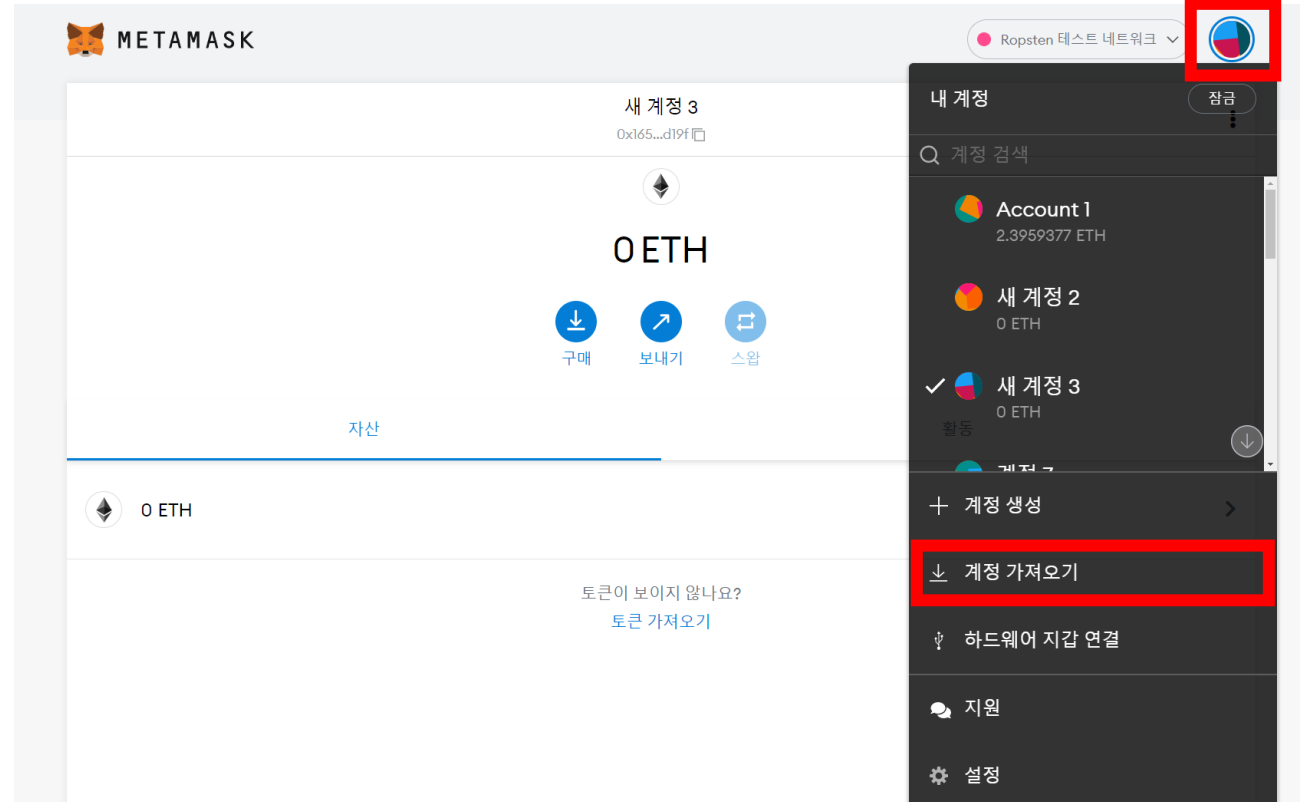 METAMASK
Ropsten 테스트 네트워크
새 계정 3
0x165...d19f
0 ETH
구매
보내기
스왑
자산
활동
0 ETH
토큰이 보이지 않나요?
토큰 가져오기
내 계정
잠금
계정 검색
Account 1
2.3959377 ETH
새 계정 2
0 ETH
새 계정 3
0 ETH
계정 7
계정 생성
계정 가져오기
하드웨어 지갑 연결
지원
설정